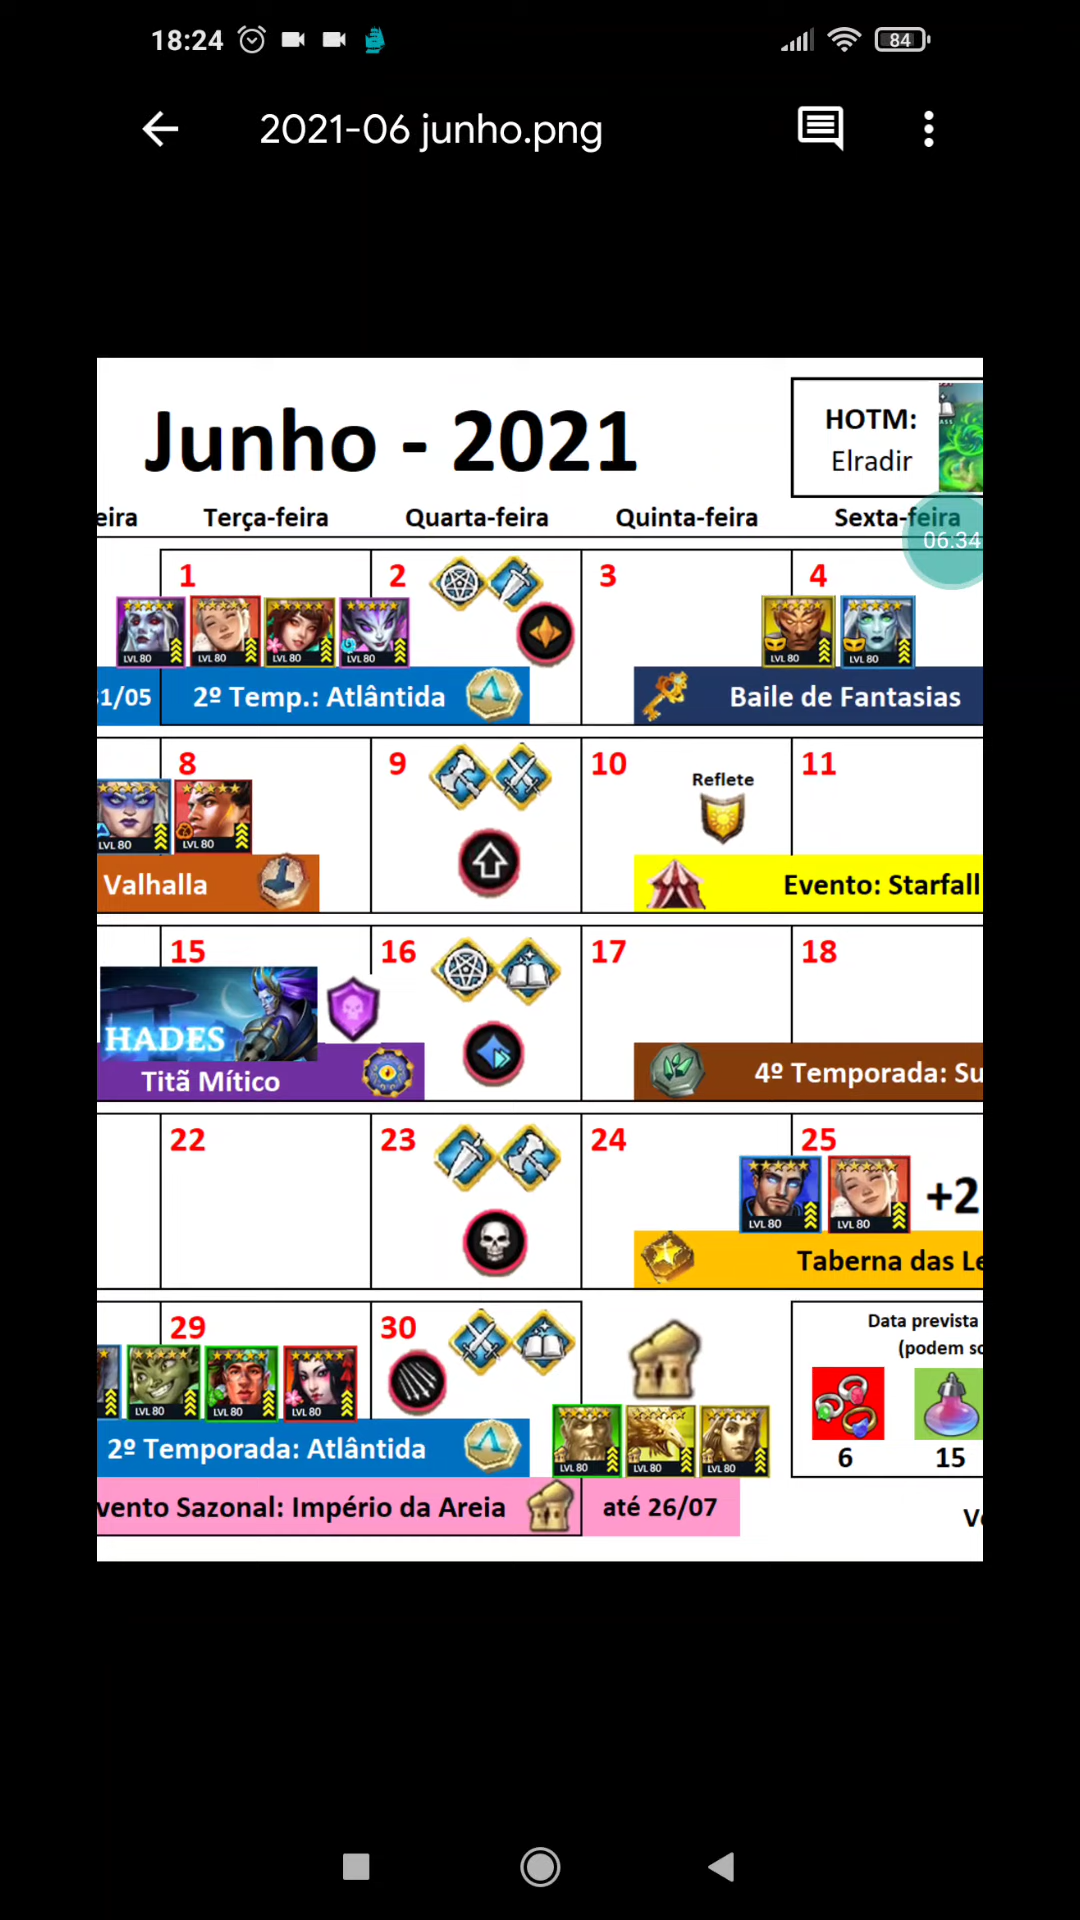 18:24
84
2021-06 junho.png
Junho - 2021
HOTM:
Elradir
eira Terça-feira Quarta-feira Quinta-feira Sexta-feira
06:34
1 2 3 4
LVL 80 LVL 80 LVL 80 LVL 80 LVL 80 LVL 80
31/05 2º Temp.: Atlântida Baile de Fantasias
8 9 10 11
Reflete
LVL 80 LVL 80
Valhalla Evento: Starfall
15 16 17 18
HADES
Titã Mítico 4º Temporada: Su
22 23 24 25
LVL 80 LVL 80 +2
Taberna das Le
29 30
Data prevista
(podem so
LVL 80 LVL 80 LVL 80
2º Temporada: Atlântida
LVL 80 LVL 80 LVL 80
6 15
vento Sazonal: Império da Areia até 26/07
Ve